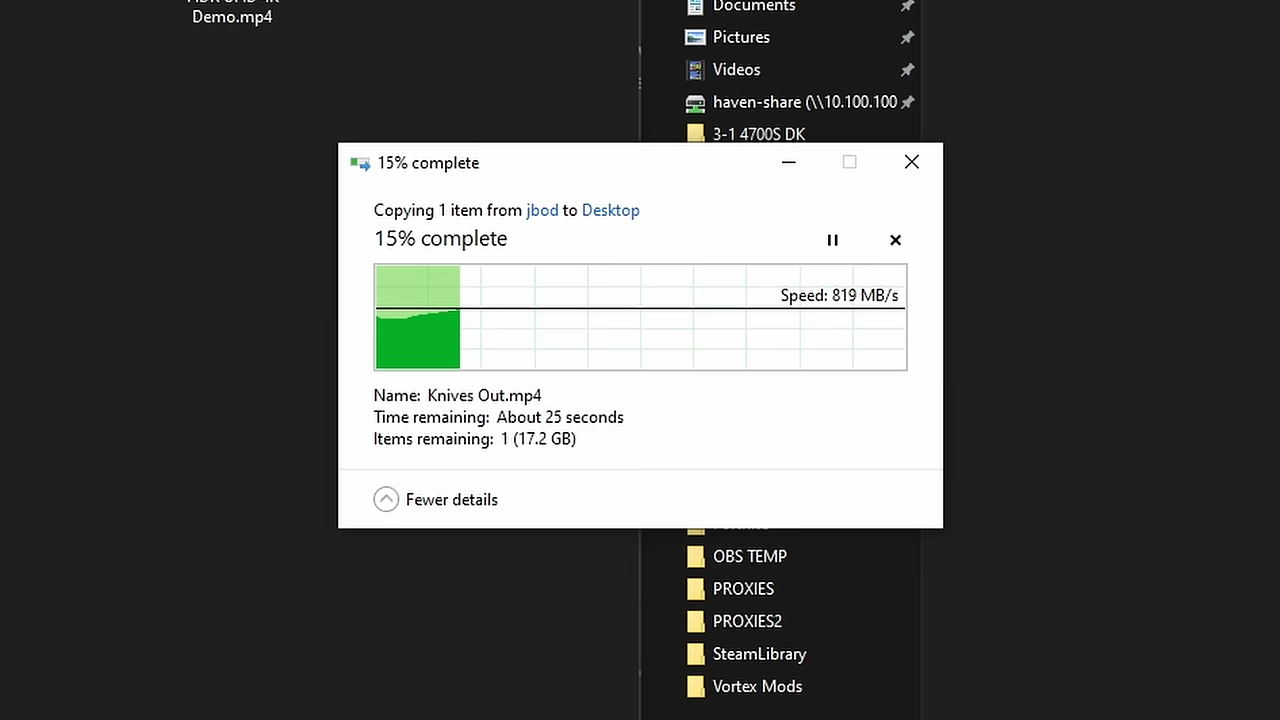 Demo.mp4
Documents
Pictures
Videos
haven-share (\\10.100.100
3-1 4700S DK
15% complete
Copying 1 item from jbod to Desktop
15% complete
Speed: 819 MB/s
Name: Knives Out.mp4
Time remaining: About 25 seconds
Items remaining: 1 (17.2 GB)
Fewer details
OBS TEMP
PROXIES
PROXIES2
SteamLibrary
Vortex Mods